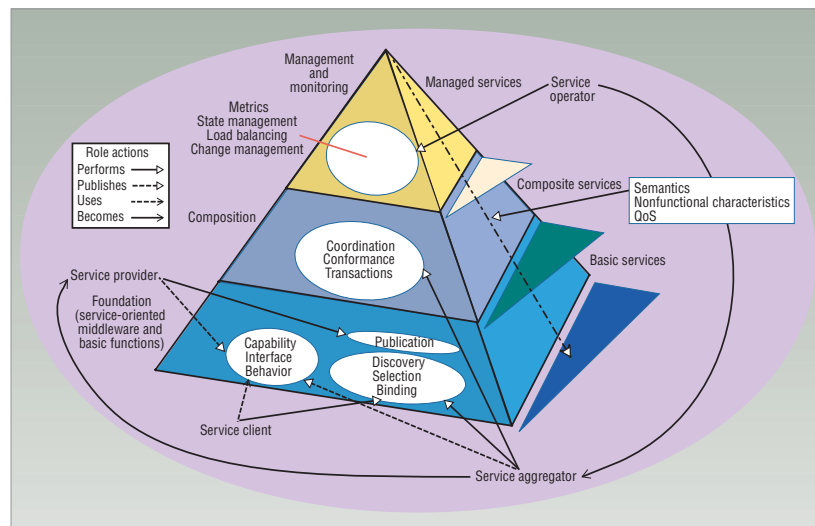 Management
and
monitoring
Managed services
Service
operator
Metrics
State management
Load balancing
Change management
Role actions
Performs
Publishes
Uses
Becomes
Composite services
Semantics
Nonfunctional characteristics
QoS
Composition
Coordination
Conformance
Transactions
Basic services
Service provider
Foundation
(service-oriented
middleware and
basic functions)
Publication
Capability
Interface
Behavior
Discovery
Selection
Binding
Service client
Service aggregator